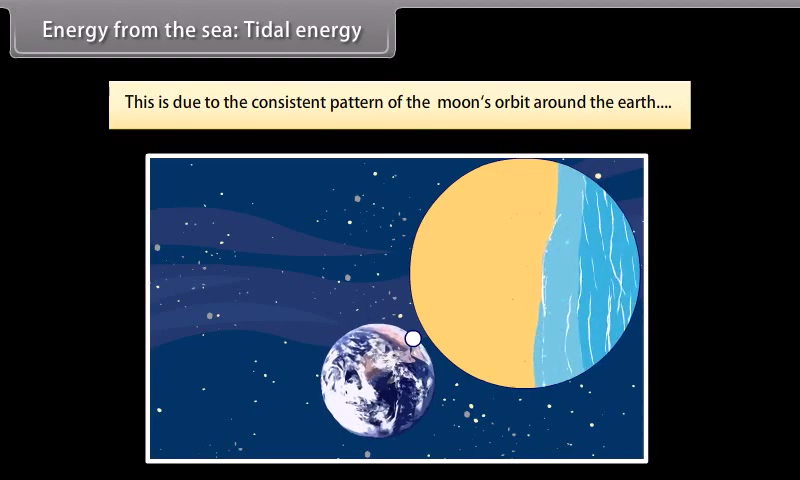 Energy from the sea: Tidal energy
This is due to the consistent pattern of the moon's orbit around the earth....